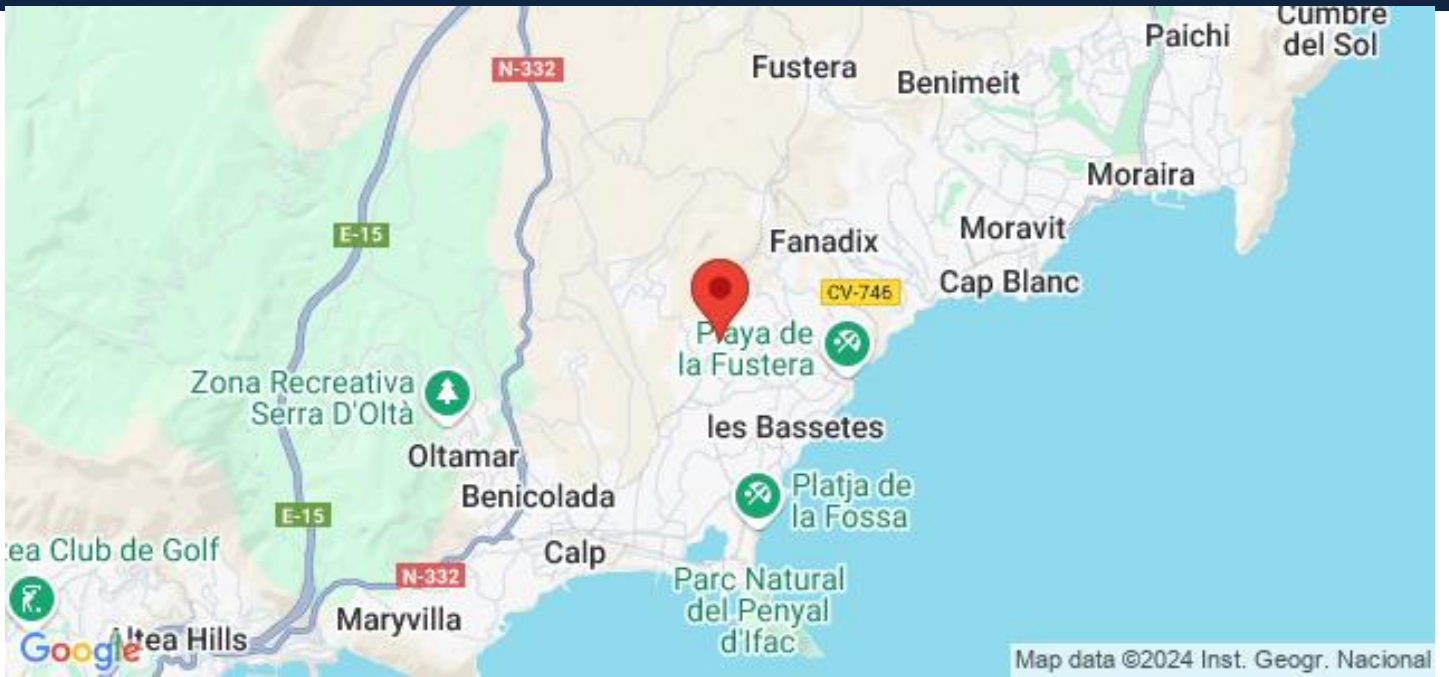 Cumbre
del Sol
Paichi
N-332
Fustera
Benimeit
Moraira
E-15
Fanadix
Moravit
Cap Blanc
CV-746
Playa de
la Fustera
Zona Recreativa
Serra D'Oltà
les Bassetes
Oltamar
Benicolada
Platja de
la Fossa
E-15
ea Club de Golf
Calp
N-332
Parc Natural
del Penyal
d'Ifac
Maryvilla
Altea Hills
Google
Map data ©2024 Inst. Geogr. Nacional